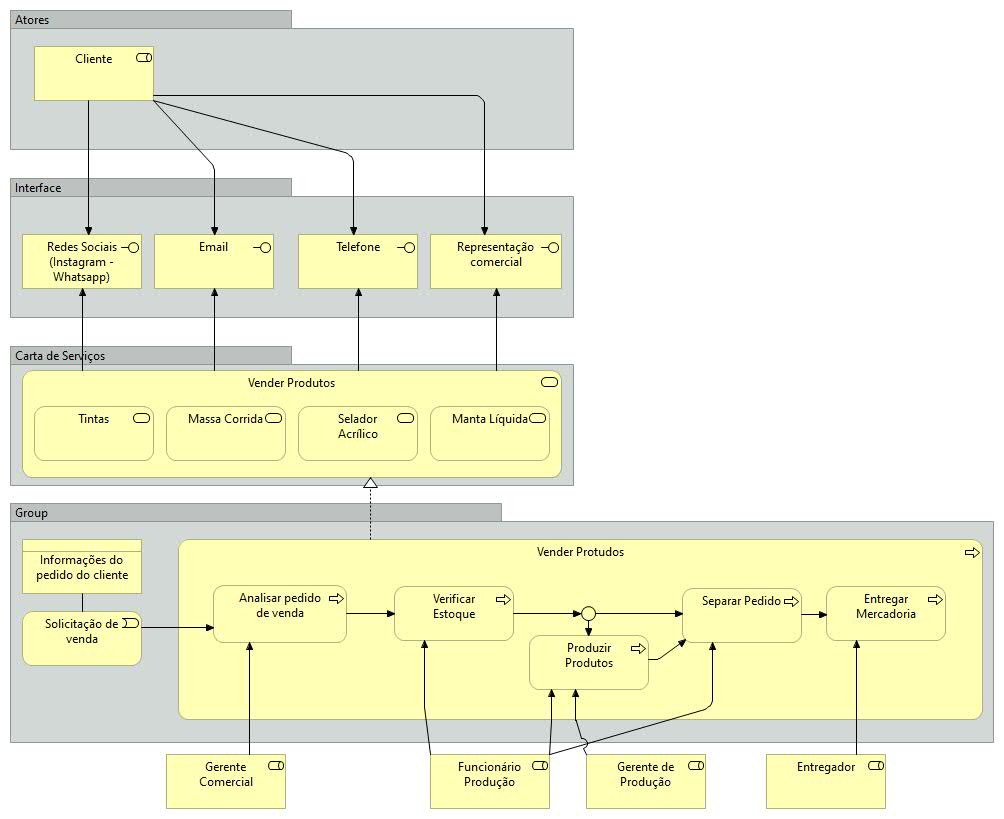 Atores
Cliente
Interface
Redes Sociais
(Instagram -
Whatsapp)
Email
Telefone
Representação
comercial
Carta de Serviços
Vender Produtos
Tintas
Massa Corrida
Selador
Acrílico
Manta Líquida
Group
Informações do
pedido do cliente
Solicitação de
venda
Vender Protudos
Analisar pedido
de venda
Verificar
Estoque
Produzir
Produtos
Separar Pedido
Entregar
Mercadoria
Gerente
Comercial
Funcionário
Produção
Gerente de
Produção
Entregador